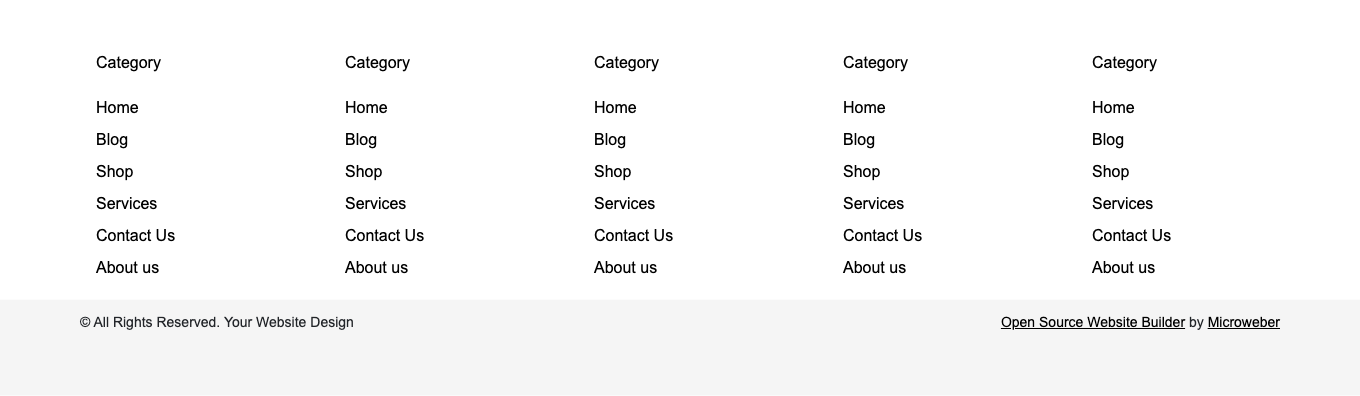 Category Category Category Category Category
Home Home Home Home Home
Blog Blog Blog Blog Blog
Shop Shop Shop Shop Shop
Services Services Services Services Services
Contact Us Contact Us Contact Us Contact Us Contact Us
About us About us About us About us About us
© All Rights Reserved. Your Website Design Open Source Website Builder by Microweber